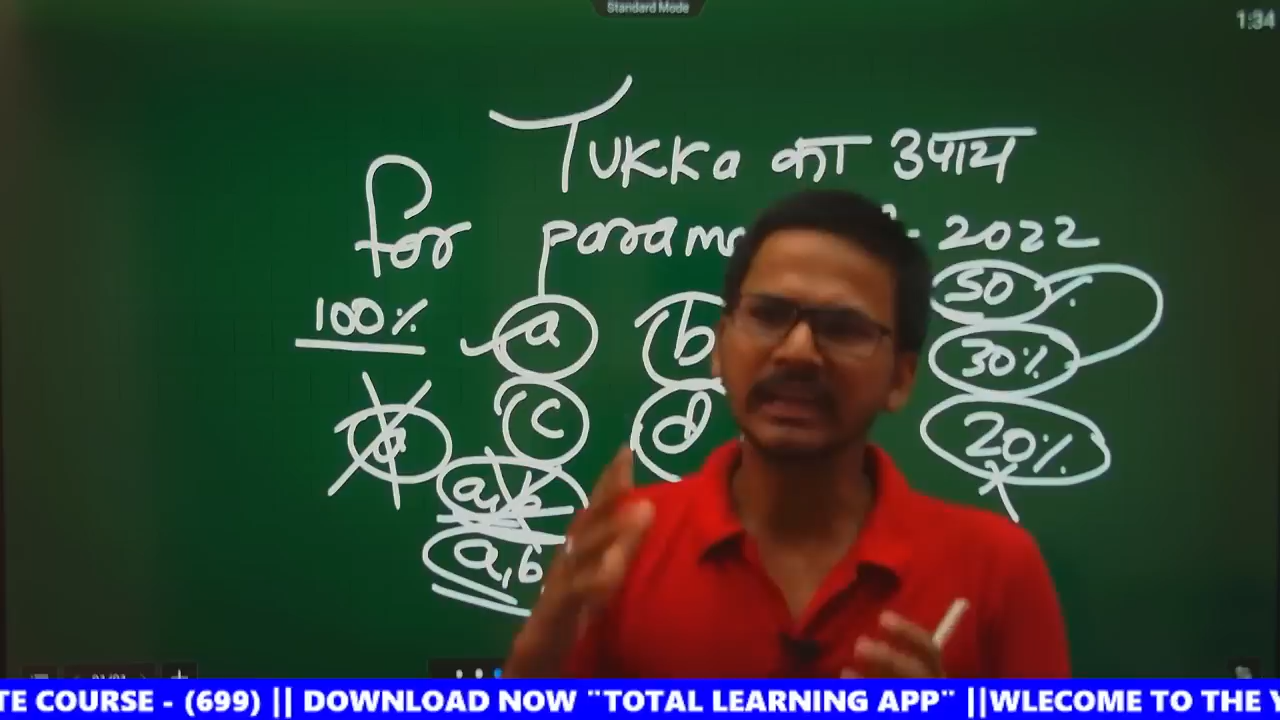 Standard Mode
1:34
Tukka का उपाय
for 2022
100% a b 50 %
30%
a c d 20%
a,b
a,b
TE COURSE - (699) || DOWNLOAD NOW "TOTAL LEARNING APP" ||WLECOME TO THE Y